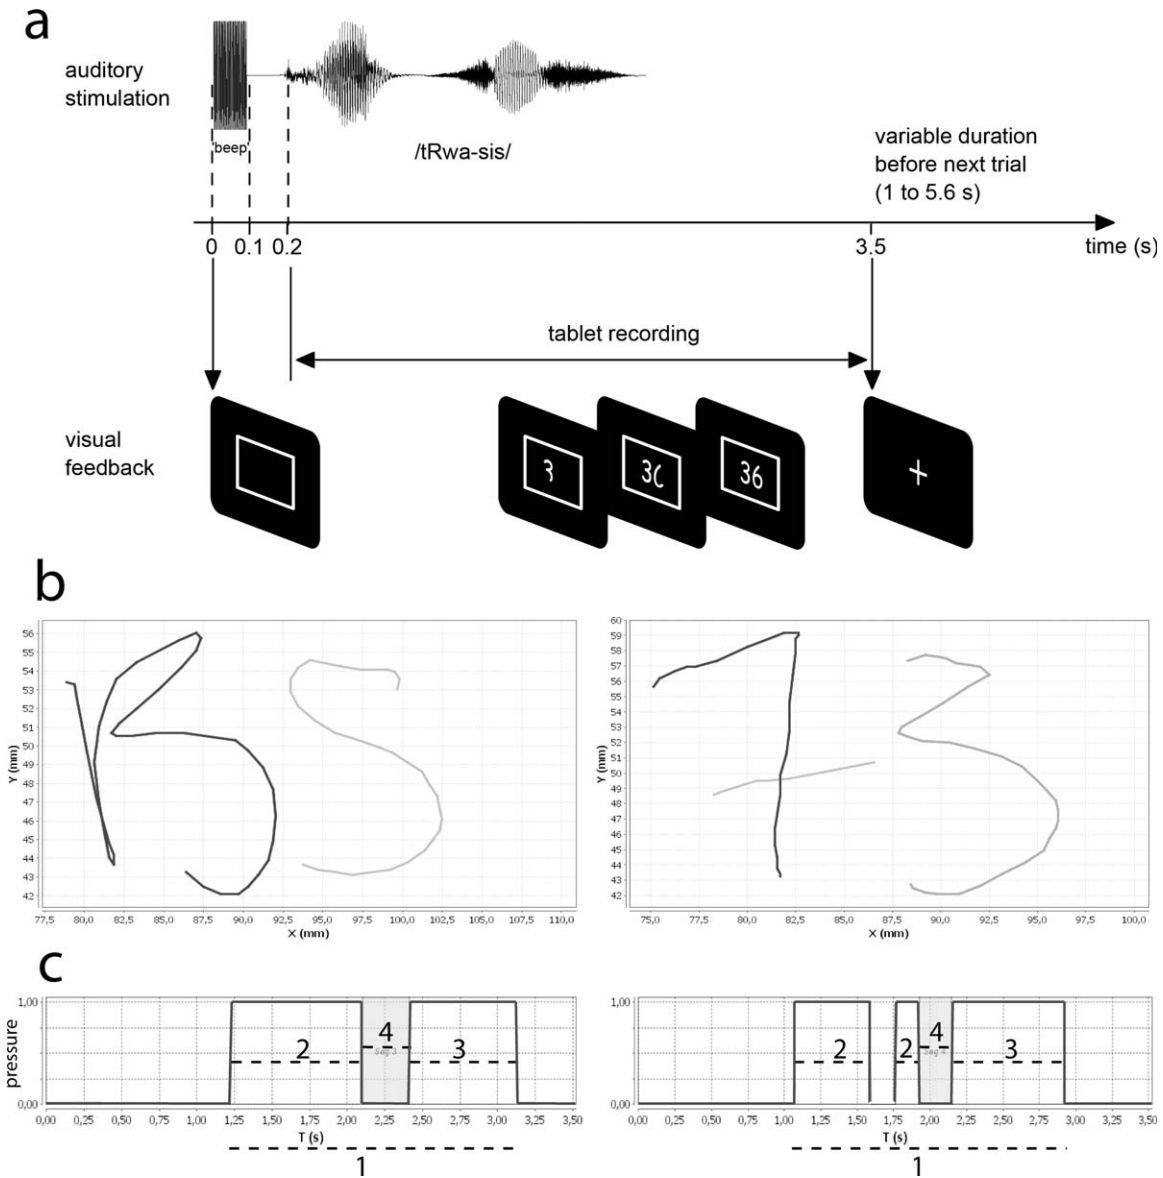 a
auditory
stimulation
'beep'
/tRwa-sis/
variable duration
before next trial
(1 to 5.6 s)
0 0.1 0.2 3.5 time (s)
tablet recording
visual
feedback
3 3 36 +
b
56
55
54
53
51
50
49
48
47
45
44
43
42
Y (mm)
77,5 80,0 82,5 85,0 87,5 90,0 92,5 95,0 97,5 100,0 102,5 105,0 107,5 110,0
X (mm)
60
59
57
56
55
53
52
51
50
49
48
46
45
44
43
42
Y (mm)
75,0 77,5 80,0 82,5 85,0 87,5 90,0 92,5 95,0 97,5 100,0
X (mm)
c
pressure
1,00
0,00
2 4 3
Seg 3
0,00 0,25 0,50 0,75 1,00 1,25 1,50 1,75 2,00 2,25 2,50 2,75 3,00 3,25 3,50
T (s)
1
1,00
0,00
2 2 4 3
Seg 4
0,00 0,25 0,50 0,75 1,00 1,25 1,50 1,75 2,00 2,25 2,50 2,75 3,00 3,25 3,50
T (s)
1